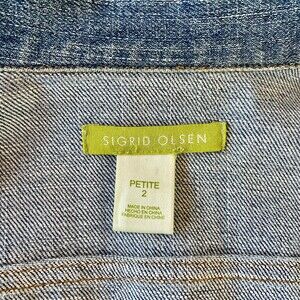 SIGRID OLSEN
PETITE
2
MADE IN CHINA
HECHO EN CHINA
FABRIQUÉ EN CHINE